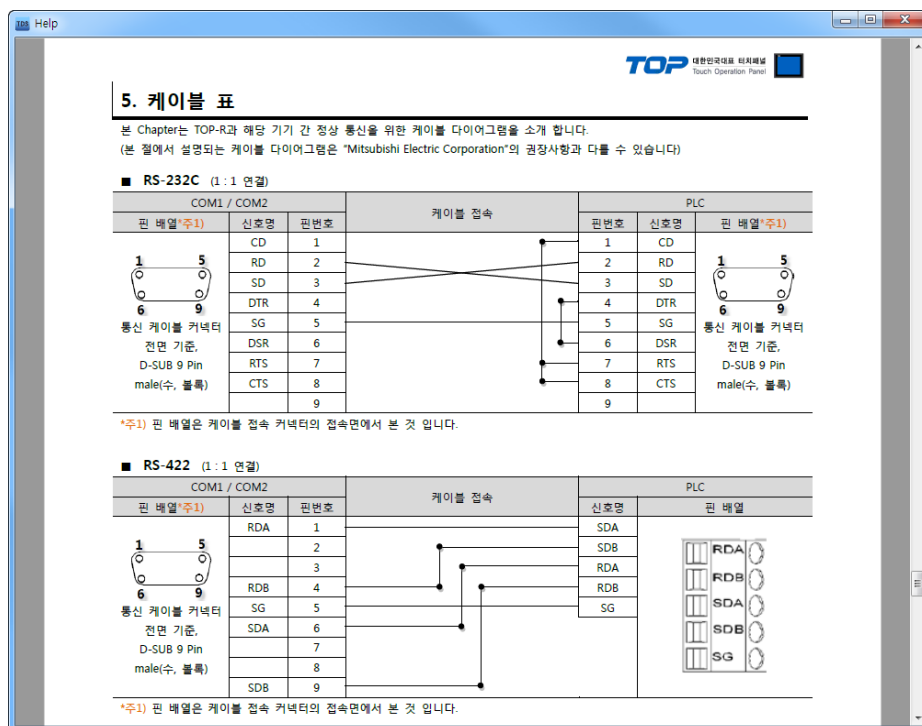 TDS Help
TOP 대한민국대표 터치패널
Touch Operation Panel
5. 케이블 표
본 Chapter는 TOP-R과 해당 기기 간 정상 통신을 위한 케이블 다이어그램을 소개 합니다.
(본 절에서 설명되는 케이블 다이어그램은 "Mitsubishi Electric Corporation"의 권장사항과 다를 수 있습니다)
■ RS-232C (1 : 1 연결)
COM1 / COM2 케이블 접속 PLC
핀 배열*주1) 신호명 핀번호 핀번호 신호명 핀 배열*주1)
CD 1 1 CD
1 5 RD 2 2 RD 1 5
SD 3 3 SD
6 9 DTR 4 4 DTR 6 9
통신 케이블 커넥터 SG 5 5 SG 통신 케이블 커넥터
전면 기준, DSR 6 6 DSR 전면 기준,
D-SUB 9 Pin RTS 7 7 RTS D-SUB 9 Pin
male(수, 볼록) CTS 8 8 CTS male(수, 볼록)
9 9
*주1) 핀 배열은 케이블 접속 커넥터의 접속면에서 본 것 입니다.
■ RS-422 (1 : 1 연결)
COM1 / COM2 케이블 접속 PLC
핀 배열*주1) 신호명 핀번호 신호명 핀 배열
RDA 1 SDA
1 5 2 SDB RDA
3 RDA
6 9 RDB 4 RDB RDB
통신 케이블 커넥터 SG 5 SG SDA
전면 기준, SDA 6 SDB
D-SUB 9 Pin 7 SG
male(수, 볼록) 8
SDB 9
*주1) 핀 배열은 케이블 접속 커넥터의 접속면에서 본 것 입니다.